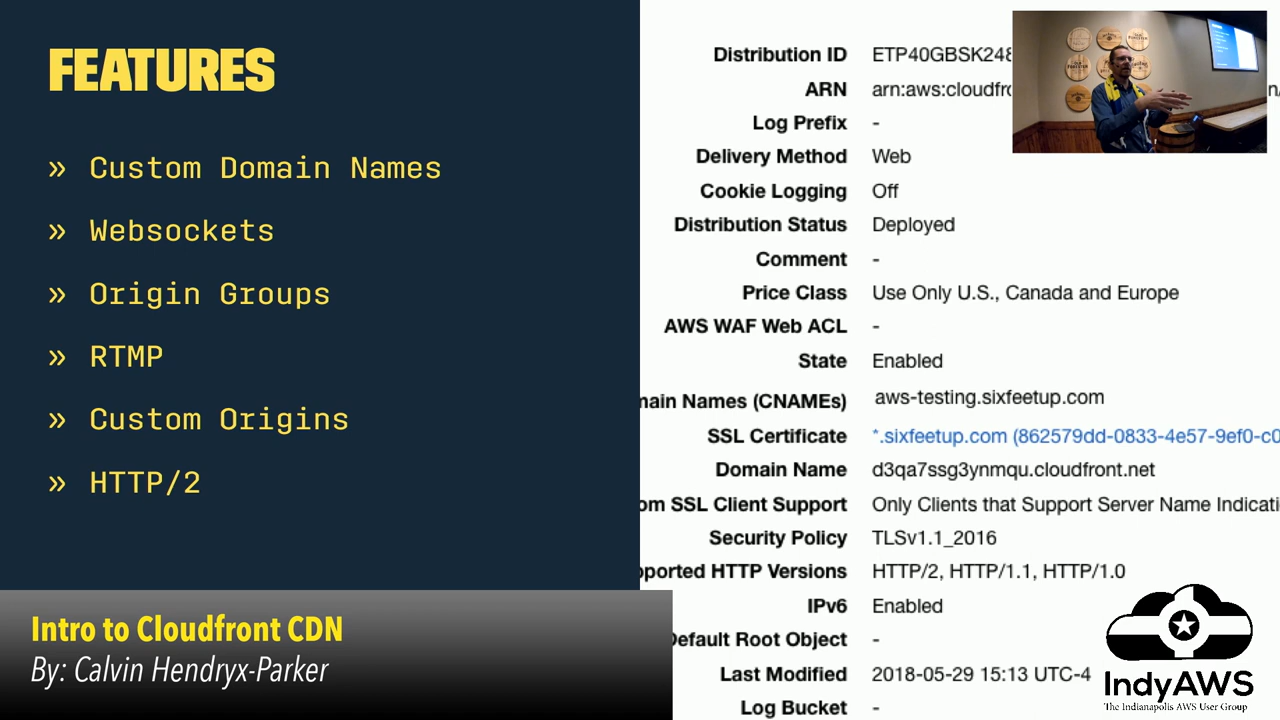 FEATURES
» Custom Domain Names
» Websockets
» Origin Groups
» RTMP
» Custom Origins
» HTTP/2
Distribution ID ETP40GBSK248
ARN arn:aws:cloudfro
Log Prefix -
Delivery Method Web
Cookie Logging Off
Distribution Status Deployed
Comment -
Price Class Use Only U.S., Canada and Europe
AWS WAF Web ACL -
State Enabled
main Names (CNAMEs) aws-testing.sixfeetup.com
SSL Certificate *.sixfeetup.com (862579dd-0833-4e57-9ef0-c0
Domain Name d3qa7ssg3ynmqu.cloudfront.net
om SSL Client Support Only Clients that Support Server Name Indicati
Security Policy TLSv1.1_2016
pported HTTP Versions HTTP/2, HTTP/1.1, HTTP/1.0
IPv6 Enabled
Default Root Object -
Last Modified 2018-05-29 15:13 UTC-4
Log Bucket -
Intro to Cloudfront CDN
By: Calvin Hendryx-Parker
IndyAWS
The Indianapolis AWS User Group